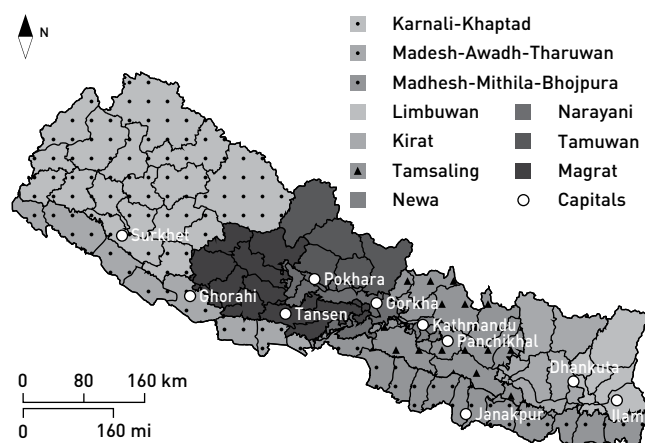 N
Karnali-Khaptad
Madesh-Awadh-Tharuwan
Madhesh-Mithila-Bhojpura
Limbuwan
Narayani
Kirat
Tamuwan
Tamsaling
Magrat
Newa
Capitals
Surkhet
Pokhara
Ghorahi
Gorkha
Tansen
Kathmandu
Panchikhal
Dhankuta
Ilam
Janakpur
0 80 160 km
0 160 mi